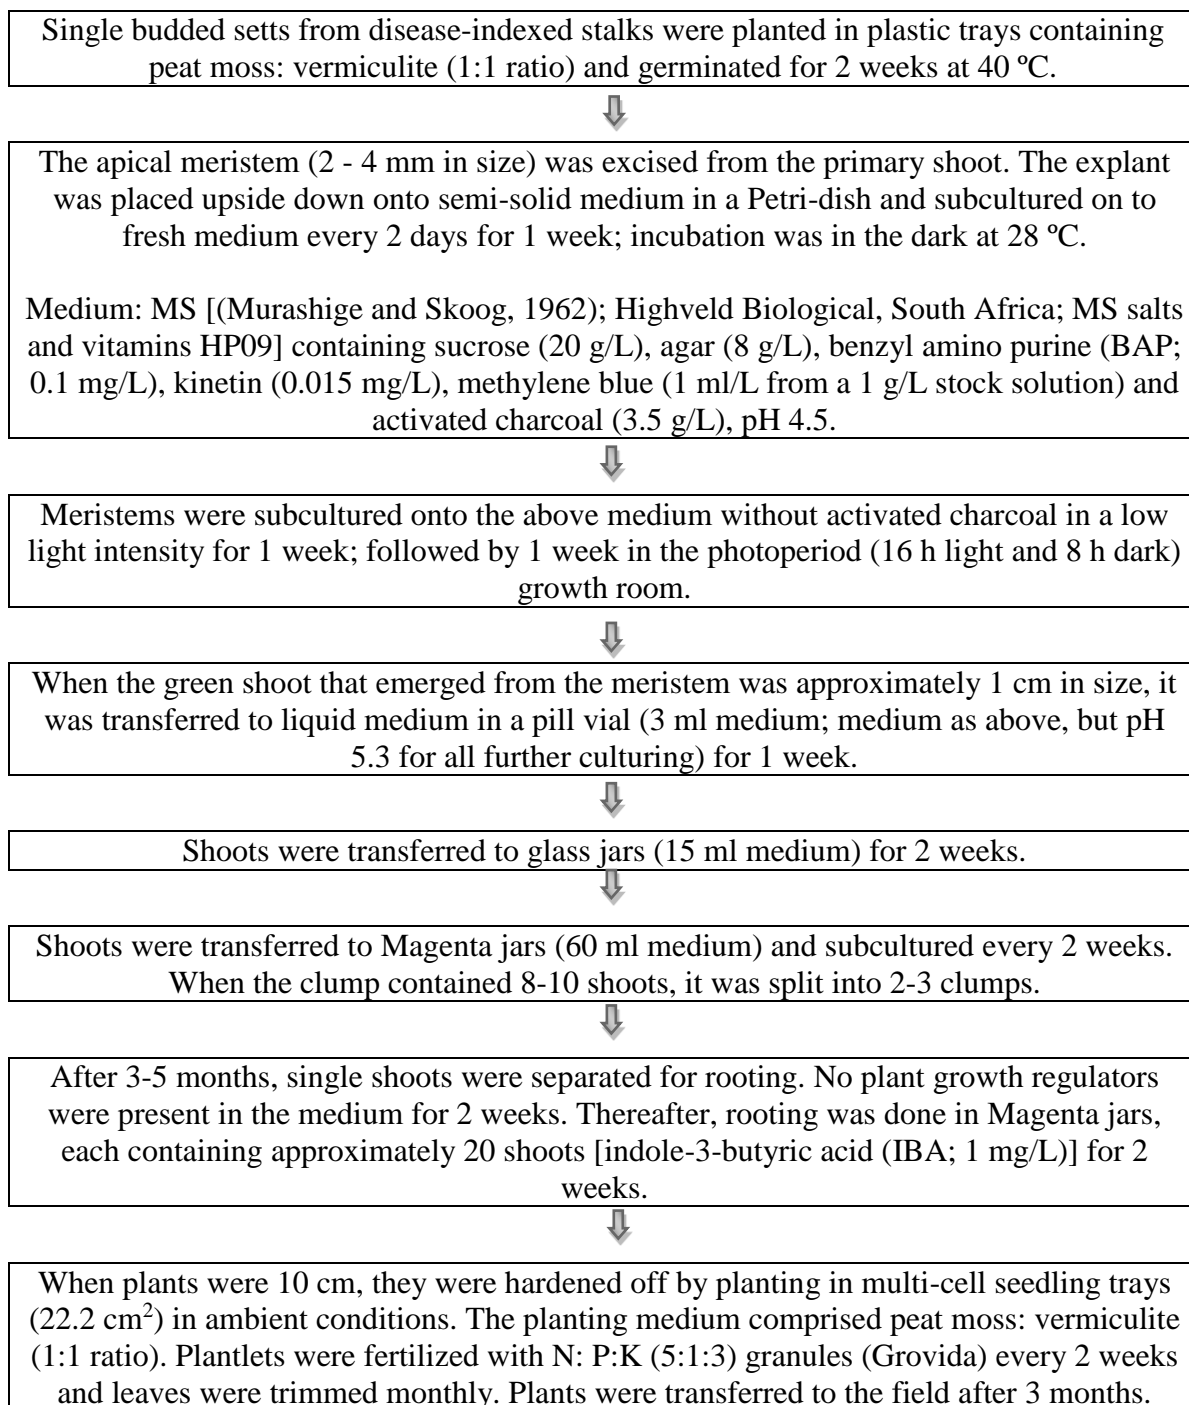 Single budded setts from disease-indexed stalks were planted in plastic trays containing
peat moss: vermiculite (1:1 ratio) and germinated for 2 weeks at 40 ºC.
The apical meristem (2 - 4 mm in size) was excised from the primary shoot. The explant
was placed upside down onto semi-solid medium in a Petri-dish and subcultured on to
fresh medium every 2 days for 1 week; incubation was in the dark at 28 ºC.
Medium: MS [(Murashige and Skoog, 1962); Highveld Biological, South Africa; MS salts
and vitamins HP09] containing sucrose (20 g/L), agar (8 g/L), benzyl amino purine (BAP;
0.1 mg/L), kinetin (0.015 mg/L), methylene blue (1 ml/L from a 1 g/L stock solution) and
activated charcoal (3.5 g/L), pH 4.5.
Meristems were subcultured onto the above medium without activated charcoal in a low
light intensity for 1 week; followed by 1 week in the photoperiod (16 h light and 8 h dark)
growth room.
When the green shoot that emerged from the meristem was approximately 1 cm in size, it
was transferred to liquid medium in a pill vial (3 ml medium; medium as above, but pH
5.3 for all further culturing) for 1 week.
Shoots were transferred to glass jars (15 ml medium) for 2 weeks.
Shoots were transferred to Magenta jars (60 ml medium) and subcultured every 2 weeks.
When the clump contained 8-10 shoots, it was split into 2-3 clumps.
After 3-5 months, single shoots were separated for rooting. No plant growth regulators
were present in the medium for 2 weeks. Thereafter, rooting was done in Magenta jars,
each containing approximately 20 shoots [indole-3-butyric acid (IBA; 1 mg/L)] for 2
weeks.
When plants were 10 cm, they were hardened off by planting in multi-cell seedling trays
(22.2 cm²) in ambient conditions. The planting medium comprised peat moss: vermiculite
(1:1 ratio). Plantlets were fertilized with N: P:K (5:1:3) granules (Grovida) every 2 weeks
and leaves were trimmed monthly. Plants were transferred to the field after 3 months.